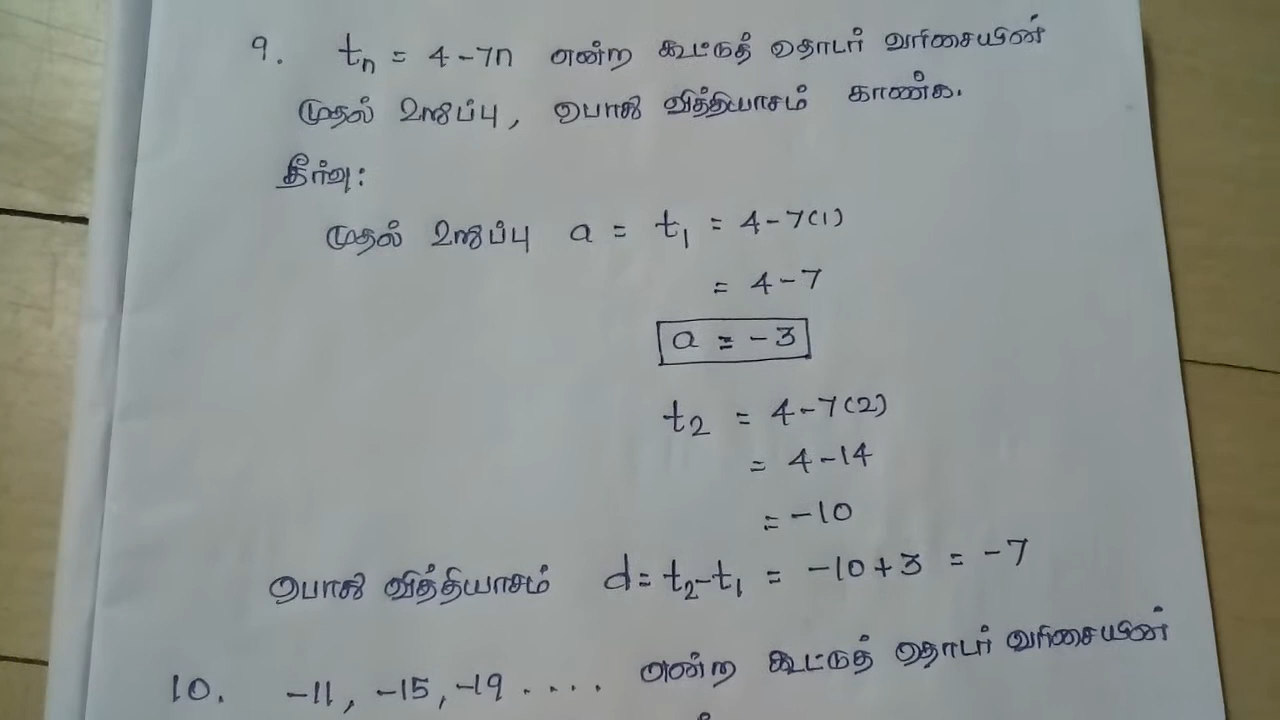 9. tₙ = 4-7n என்ற கூட்டுத் தொடர் வரிசையின்
முதல் உறுப்பு, பொது வித்தியாசம் காண்க.
தீர்வு:
முதல் உறுப்பு a = t₁ = 4-7(1)
= 4-7
a = -3
t₂ = 4-7(2)
= 4-14
= -10
பொது வித்தியாசம் d = t₂-t₁ = -10+3 = -7
10. -11, -15, -19 .... என்ற கூட்டுத் தொடர் வரிசையின்